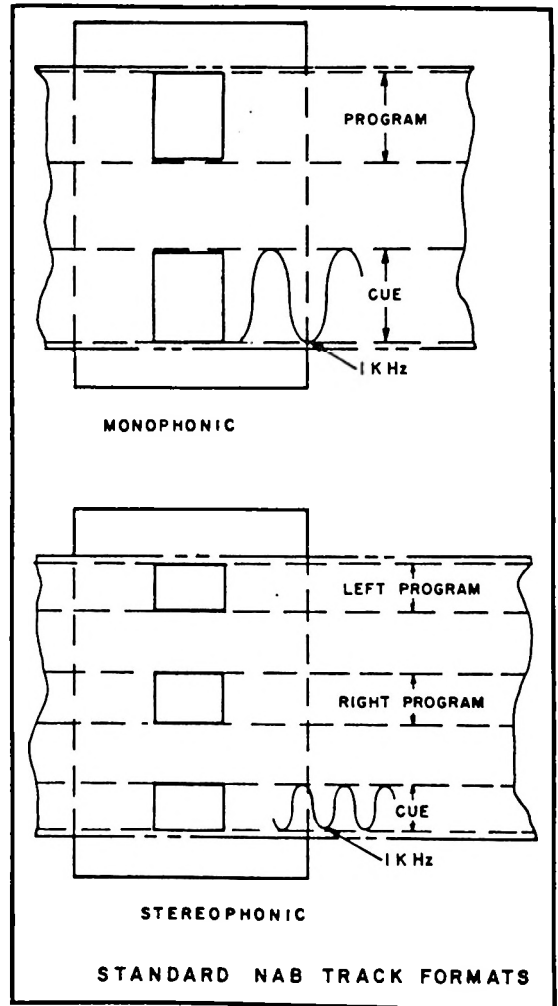 PROGRAM
CUE
1 KHz
MONOPHONIC
LEFT PROGRAM
RIGHT PROGRAM
CUE
1 KHz
STEREOPHONIC
STANDARD NAB TRACK FORMATS